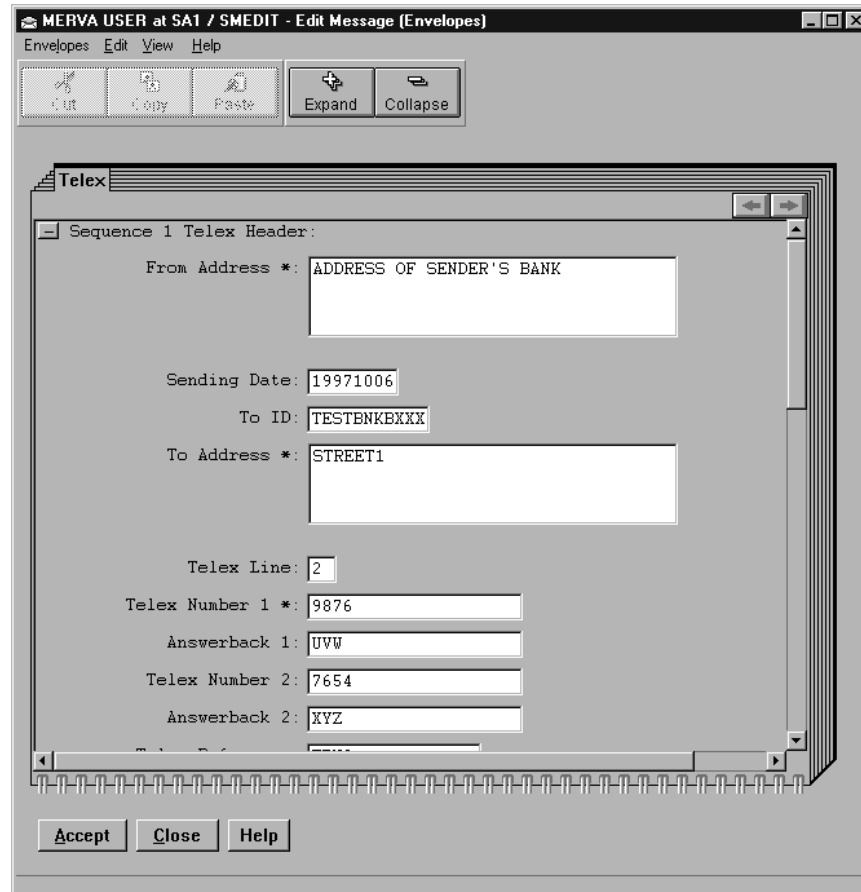 MERVA USER at SA1 / SMEDIT - Edit Message (Envelopes)
Envelopes Edit View Help
Cut Copy Paste Expand Collapse
Telex
Sequence 1 Telex Header:
From Address *: ADDRESS OF SENDER'S BANK
Sending Date: 19971006
To ID: TESTBNKBXXX
To Address *: STREET1
Telex Line: 2
Telex Number 1 *: 9876
Answerback 1: UVW
Telex Number 2: 7654
Answerback 2: XYZ
Accept Close Help